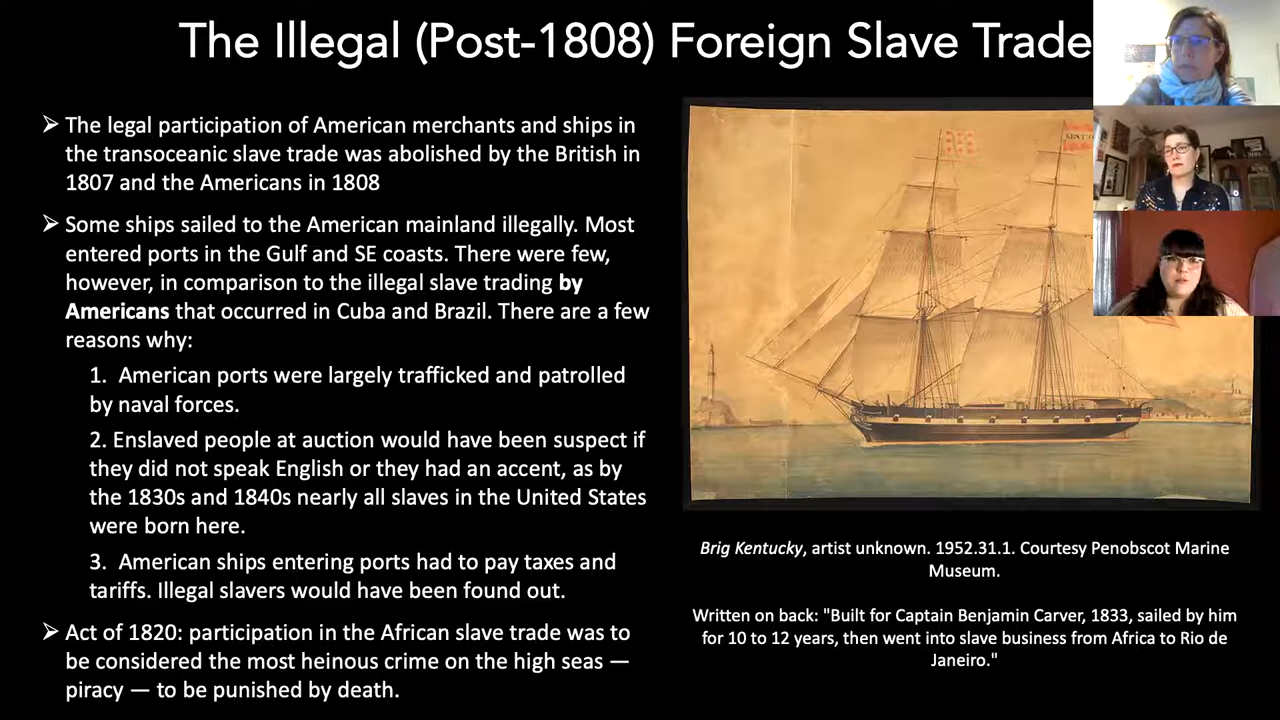 The Illegal (Post-1808) Foreign Slave Trade
➢ The legal participation of American merchants and ships in
the transoceanic slave trade was abolished by the British in
1807 and the Americans in 1808
➢ Some ships sailed to the American mainland illegally. Most
entered ports in the Gulf and SE coasts. There were few,
however, in comparison to the illegal slave trading by
Americans that occurred in Cuba and Brazil. There are a few
reasons why:
1. American ports were largely trafficked and patrolled
by naval forces.
2. Enslaved people at auction would have been suspect if
they did not speak English or they had an accent, as by
the 1830s and 1840s nearly all slaves in the United States
were born here.
3. American ships entering ports had to pay taxes and
tariffs. Illegal slavers would have been found out.
➢ Act of 1820: participation in the African slave trade was to
be considered the most heinous crime on the high seas —
piracy — to be punished by death.
Brig Kentucky, artist unknown. 1952.31.1. Courtesy Penobscot Marine
Museum.
Written on back: "Built for Captain Benjamin Carver, 1833, sailed by him
for 10 to 12 years, then went into slave business from Africa to Rio de
Janeiro."